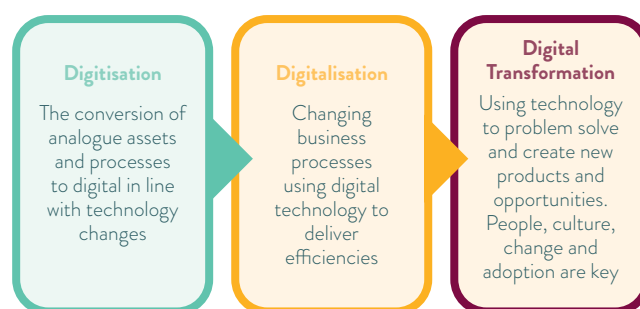 Digitisation
The conversion of
analogue assets
and processes
to digital in line
with technology
changes
Digitalisation
Changing
business
processes
using digital
technology to
deliver
efficiencies
Digital
Transformation
Using technology
to problem solve
and create new
products and
opportunities.
People, culture,
change and
adoption are key